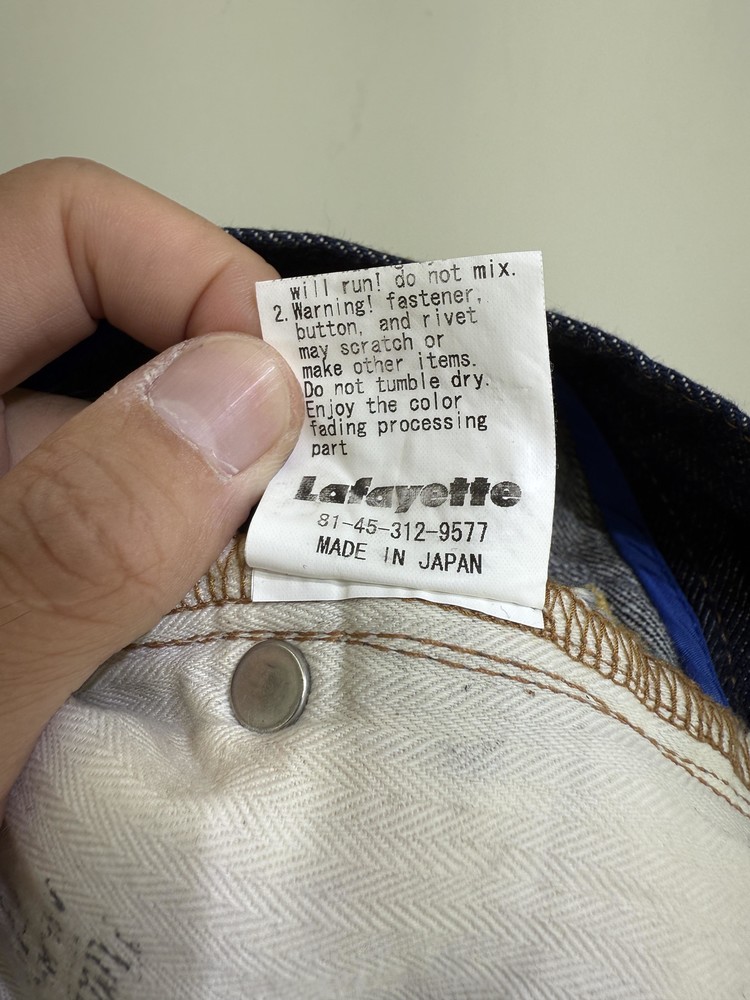 will run! do not mix.
2.Warning! fastener,
button, and rivet
may scratch or
make other items.
Do not tumble dry.
Enjoy the color
fading processing
part
Lafayette
81-45-312-9577
MADE IN JAPAN